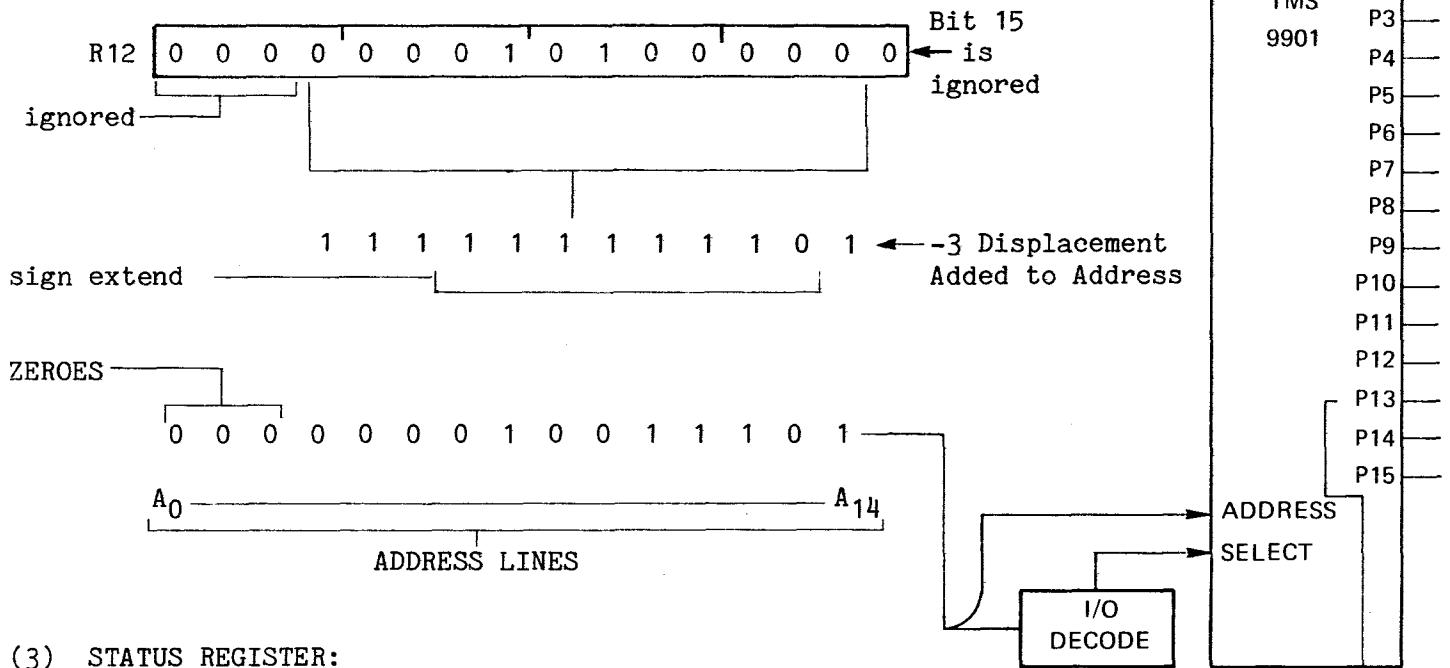 R12 0 0 0 0 0 0 0 1 0 1 0 0 0 0 0 0
Bit 15
is
ignored
ignored
1 1 1 1 1 1 1 1 1 1 0 1
-3 Displacement
Added to Address
sign extend
ZEROES
0 0 0 0 0 0 0 1 0 0 1 1 1 0 1
A0 A14
ADDRESS LINES
(3) STATUS REGISTER:
TMS
9901
P3
P4
P5
P6
P7
P8
P9
P10
P11
P12
P13
P14
P15
ADDRESS
SELECT
I/O
DECODE